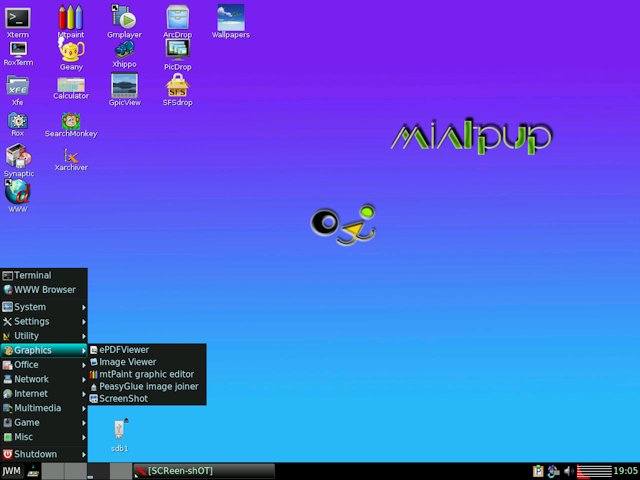 Xterm
Mtpaint
Gmplayer
ArcDrop
Wallpapers
RoxTerm
Geany
Xhippo
PicDrop
Xfe
XFE
Calculator
GpicView
SFS
SFSdrop
Rox
SearchMonkey
Synaptic
Xarchiver
WWW
Terminal
WWW Browser
System
Settings
Utility
Graphics
Office
Network
Internet
Multimedia
Game
Misc
Shutdown
ePDFViewer
Image Viewer
mtPaint graphic editor
PeasyGlue image joiner
ScreenShot
sdb1
JWM
[SCReen-shOT]
19:05